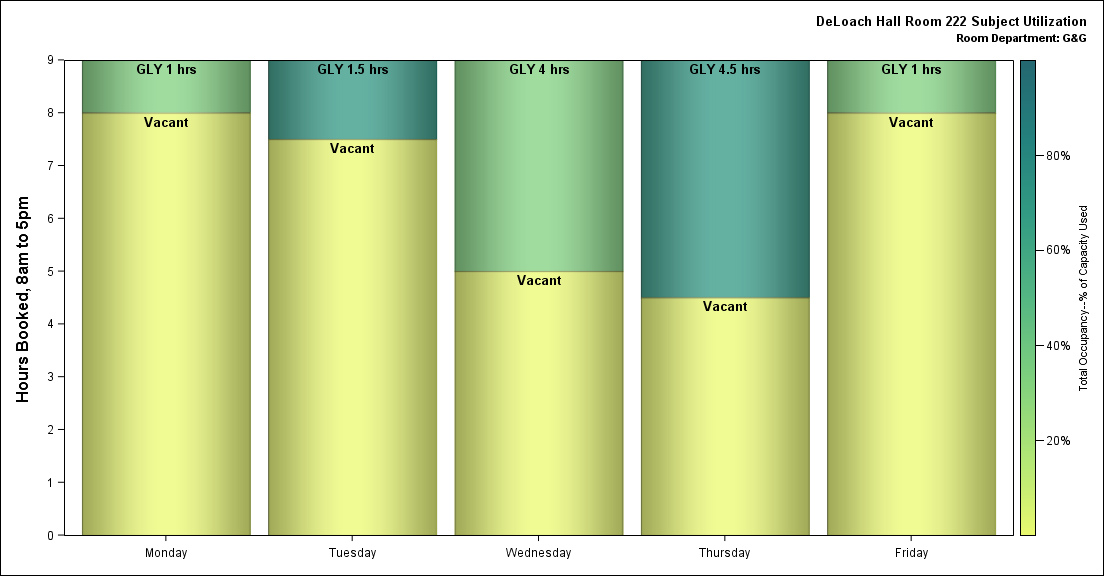 DeLoach Hall Room 222 Subject Utilization
Room Department: G&G
Hours Booked, 8am to 5pm
9
8
7
6
5
4
3
2
1
0
GLY 1 hrs
Vacant
GLY 1.5 hrs
Vacant
GLY 4 hrs
Vacant
GLY 4.5 hrs
Vacant
GLY 1 hrs
Vacant
Monday
Tuesday
Wednesday
Thursday
Friday
80%
60%
40%
20%
Total Occupancy--% of Capacity Used